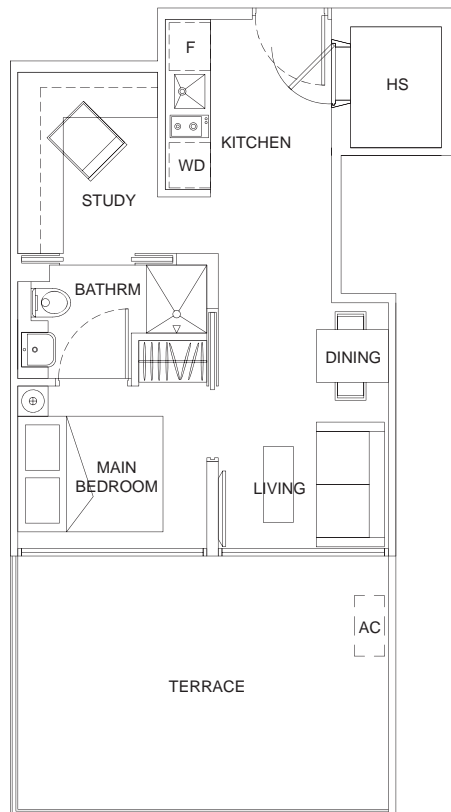 F
HS
KITCHEN
WD
STUDY
BATHRM
DINING
MAIN
BEDROOM
LIVING
AC
TERRACE